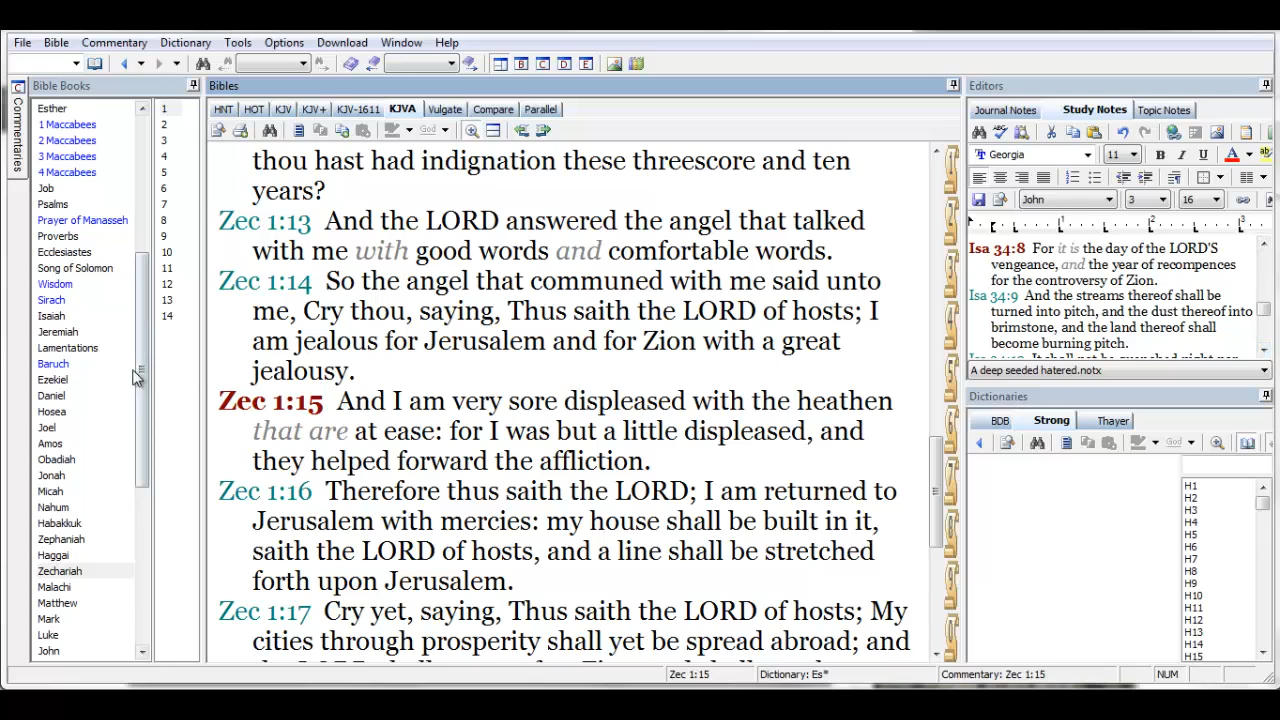 File Bible Commentary Dictionary Tools Options Download Window Help
B C D E
Commentaries
Bible Books
Esther
1 Maccabees
2 Maccabees
3 Maccabees
4 Maccabees
Job
Psalms
Prayer of Manasseh
Proverbs
Ecclesiastes
Song of Solomon
Wisdom
Sirach
Isaiah
Jeremiah
Lamentations
Baruch
Ezekiel
Daniel
Hosea
Joel
Amos
Obadiah
Jonah
Micah
Nahum
Habakkuk
Zephaniah
Haggai
Zechariah
Malachi
Matthew
Mark
Luke
John
1
2
3
4
5
6
7
8
9
10
11
12
13
14
Bibles
HNT HOT KJV KJV+ KJV-1611 KJVA Vulgate Compare Parallel
God
thou hast had indignation these threescore and ten
years?
Zec 1:13 And the LORD answered the angel that talked
with me with good words and comfortable words.
Zec 1:14 So the angel that communed with me said unto
me, Cry thou, saying, Thus saith the LORD of hosts; I
am jealous for Jerusalem and for Zion with a great
jealousy.
Zec 1:15 And I am very sore displeased with the heathen
that are at ease: for I was but a little displeased, and
they helped forward the affliction.
Zec 1:16 Therefore thus saith the LORD; I am returned to
Jerusalem with mercies: my house shall be built in it,
saith the LORD of hosts, and a line shall be stretched
forth upon Jerusalem.
Zec 1:17 Cry yet, saying, Thus saith the LORD of hosts; My
cities through prosperity shall yet be spread abroad; and
1
2
3
4
5
6
7
8
9
Editors
Journal Notes Study Notes Topic Notes
Georgia 11 B I U A
John 3 16
1 2 3
Isa 34:8 For it is the day of the LORD'S
vengeance, and the year of recompences
for the controversy of Zion.
Isa 34:9 And the streams thereof shall be
turned into pitch, and the dust thereof into
brimstone, and the land thereof shall
become burning pitch.
A deep seeded hatered.notx
Dictionaries
BDB Strong Thayer
God
H1
H2
H3
H4
H5
H6
H7
H8
H9
H10
H11
H12
H13
H14
H15
Zec 1:15 Dictionary: Es* Commentary: Zec 1:15 NUM